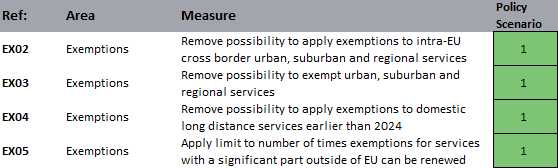 Policy
Ref: Area Measure Scenario
Remove possibility to apply exemptions to intra-EU
EX02 Exemptions cross border urban, suburban and regional services 1
Remove possibility to exempt urban, suburban and
EX03 Exemptions regional services 1
Remove possibility to apply exemptions to domestic
EX04 Exemptions long distance services earlier than 2024 1
Apply limit to number of times exemptions for services
EX05 Exemptions with a significant part outside of EU can be renewed 1